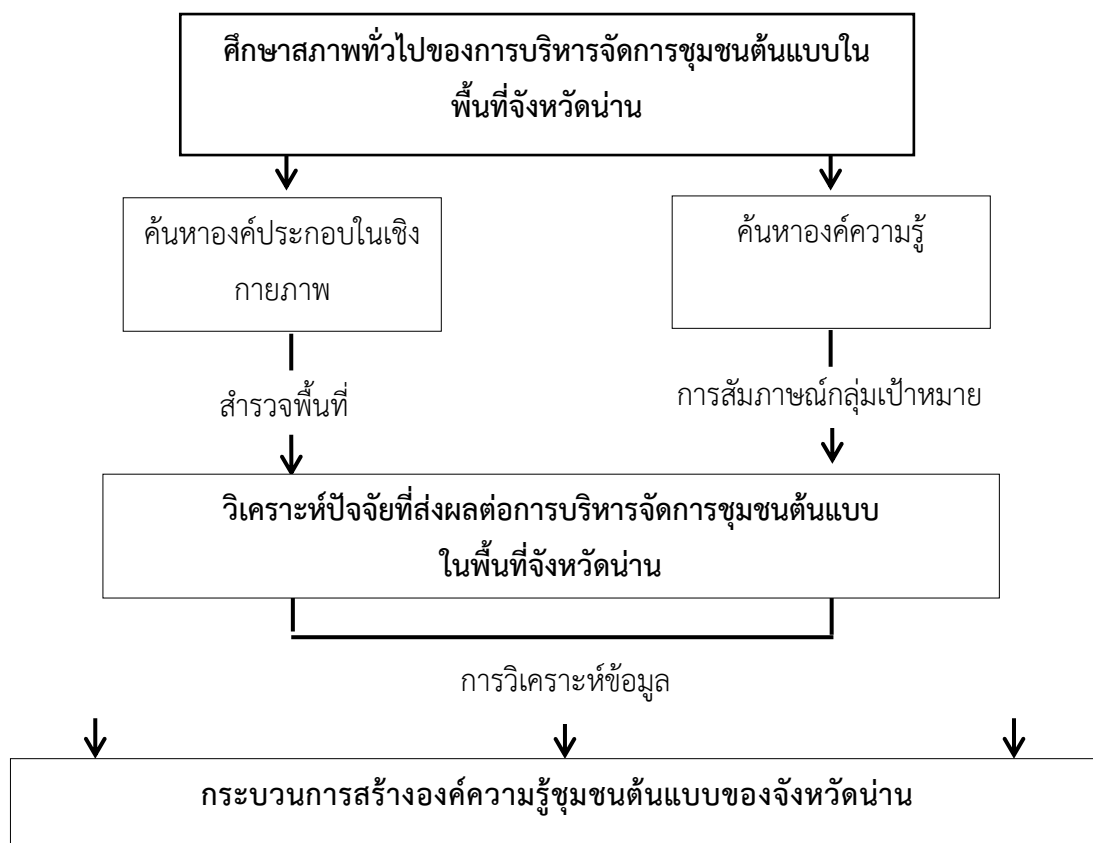 ศึกษาสภาพทั่วไปของการบริหารจัดการชุมชนต้นแบบใน
พื้นที่จังหวัดน่าน
ค้นหาองค์ประกอบในเชิง
กายภาพ
ค้นหาองค์ความรู้
สำรวจพื้นที่
การสัมภาษณ์กลุ่มเป้าหมาย
วิเคราะห์ปัจจัยที่ส่งผลต่อการบริหารจัดการชุมชนต้นแบบ
ในพื้นที่จังหวัดน่าน
การวิเคราะห์ข้อมูล
กระบวนการสร้างองค์ความรู้ชุมชนต้นแบบของจังหวัดน่าน